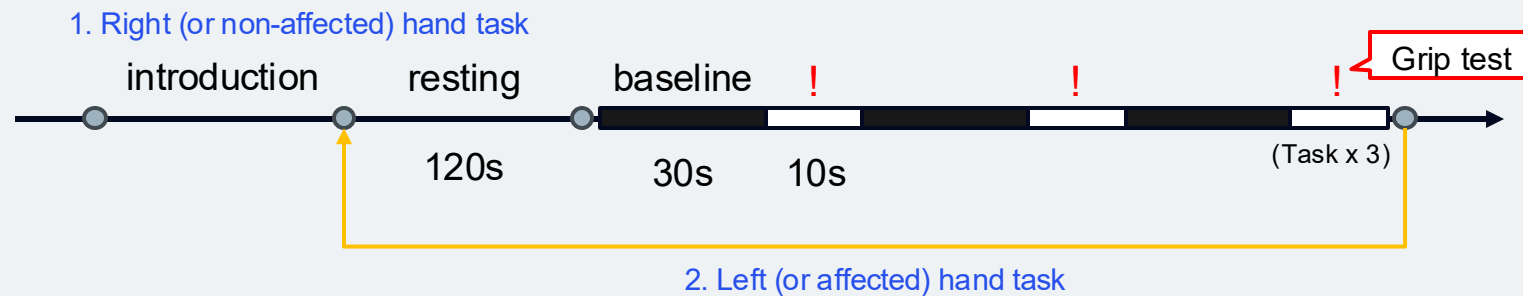 1. Right (or non-affected) hand task
introduction resting baseline ! ! ! Grip test
120s 30s 10s (Task x 3)
2. Left (or affected) hand task